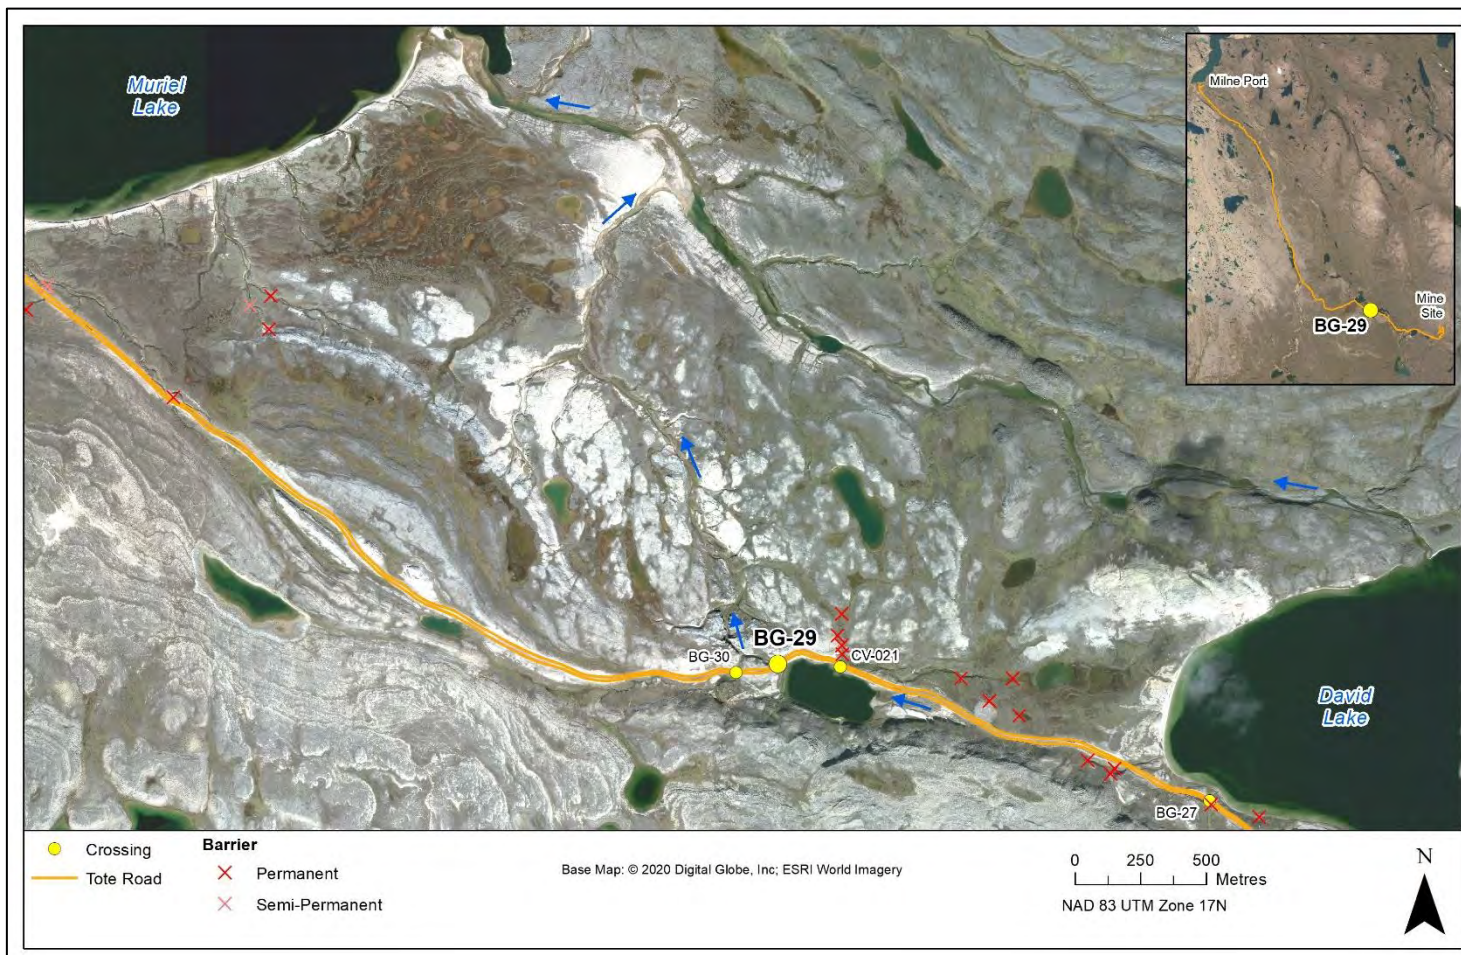 Muriel
Lake
Milne Port
Mine
Site
BG-29
BG-29
BG-30
CV-021
David
Lake
BG-27
Crossing
Tote Road
Barrier
Permanent
Semi-Permanent
Base Map: © 2020 Digital Globe, Inc; ESRI World Imagery
0 250 500
Metres
NAD 83 UTM Zone 17N
N